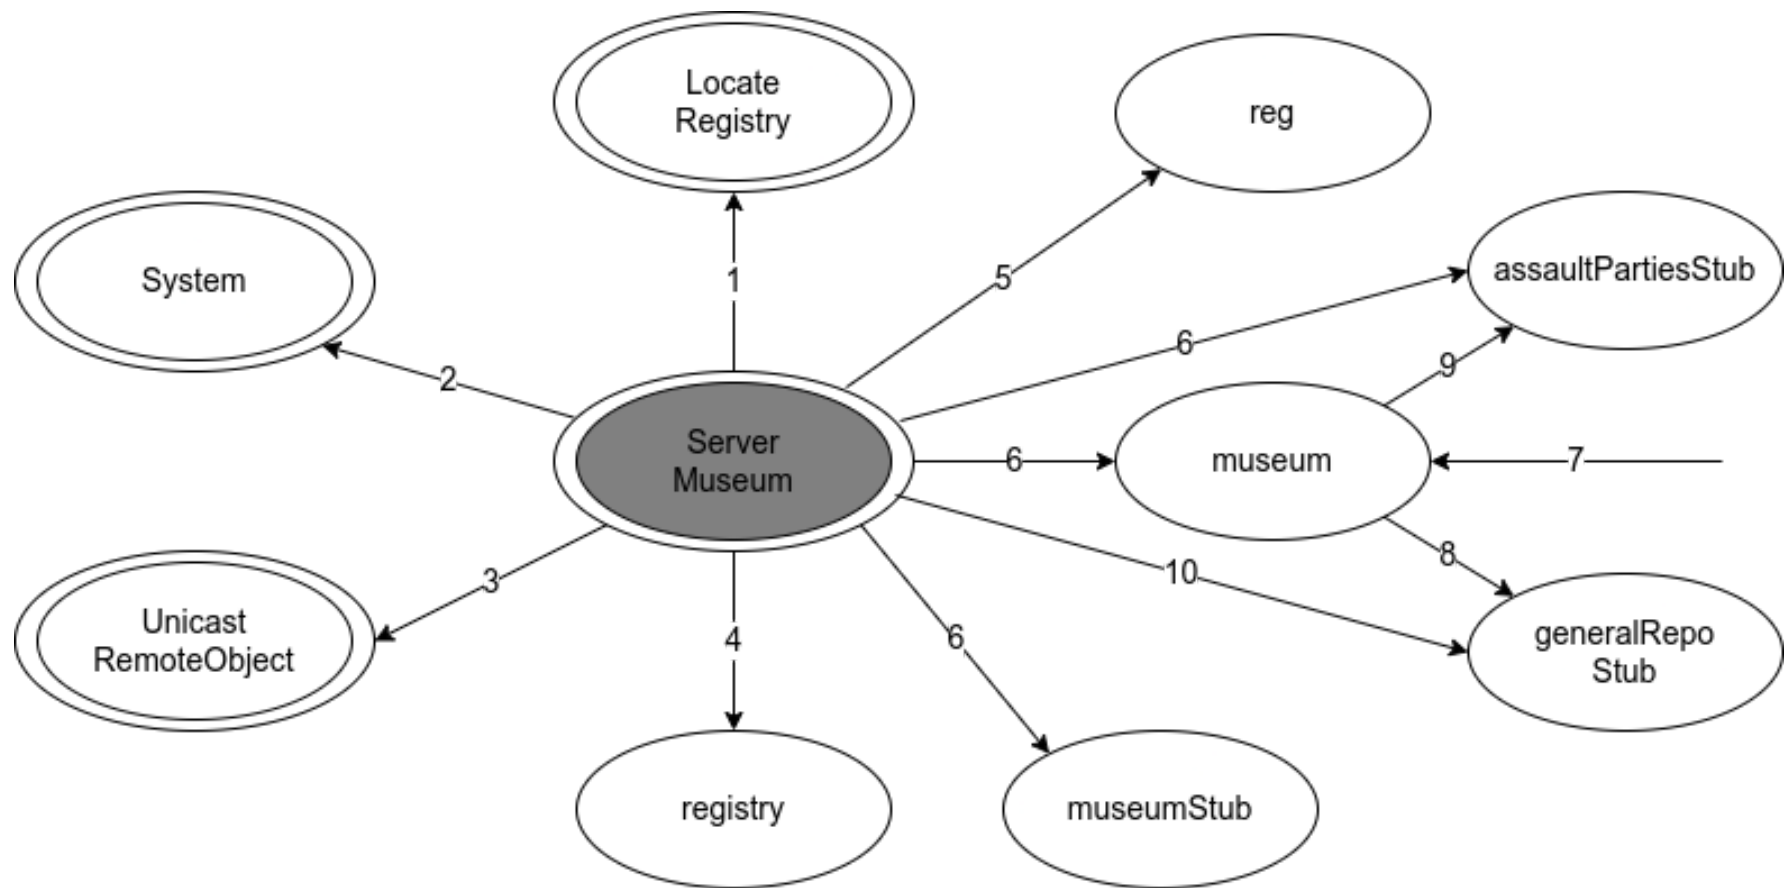 Locate
Registry
reg
System
assaultPartiesStub
1
5
2
6
9
Server
Museum
6
museum
7
3
4
6
10
8
Unicast
RemoteObject
generalRepo
Stub
registry
museumStub